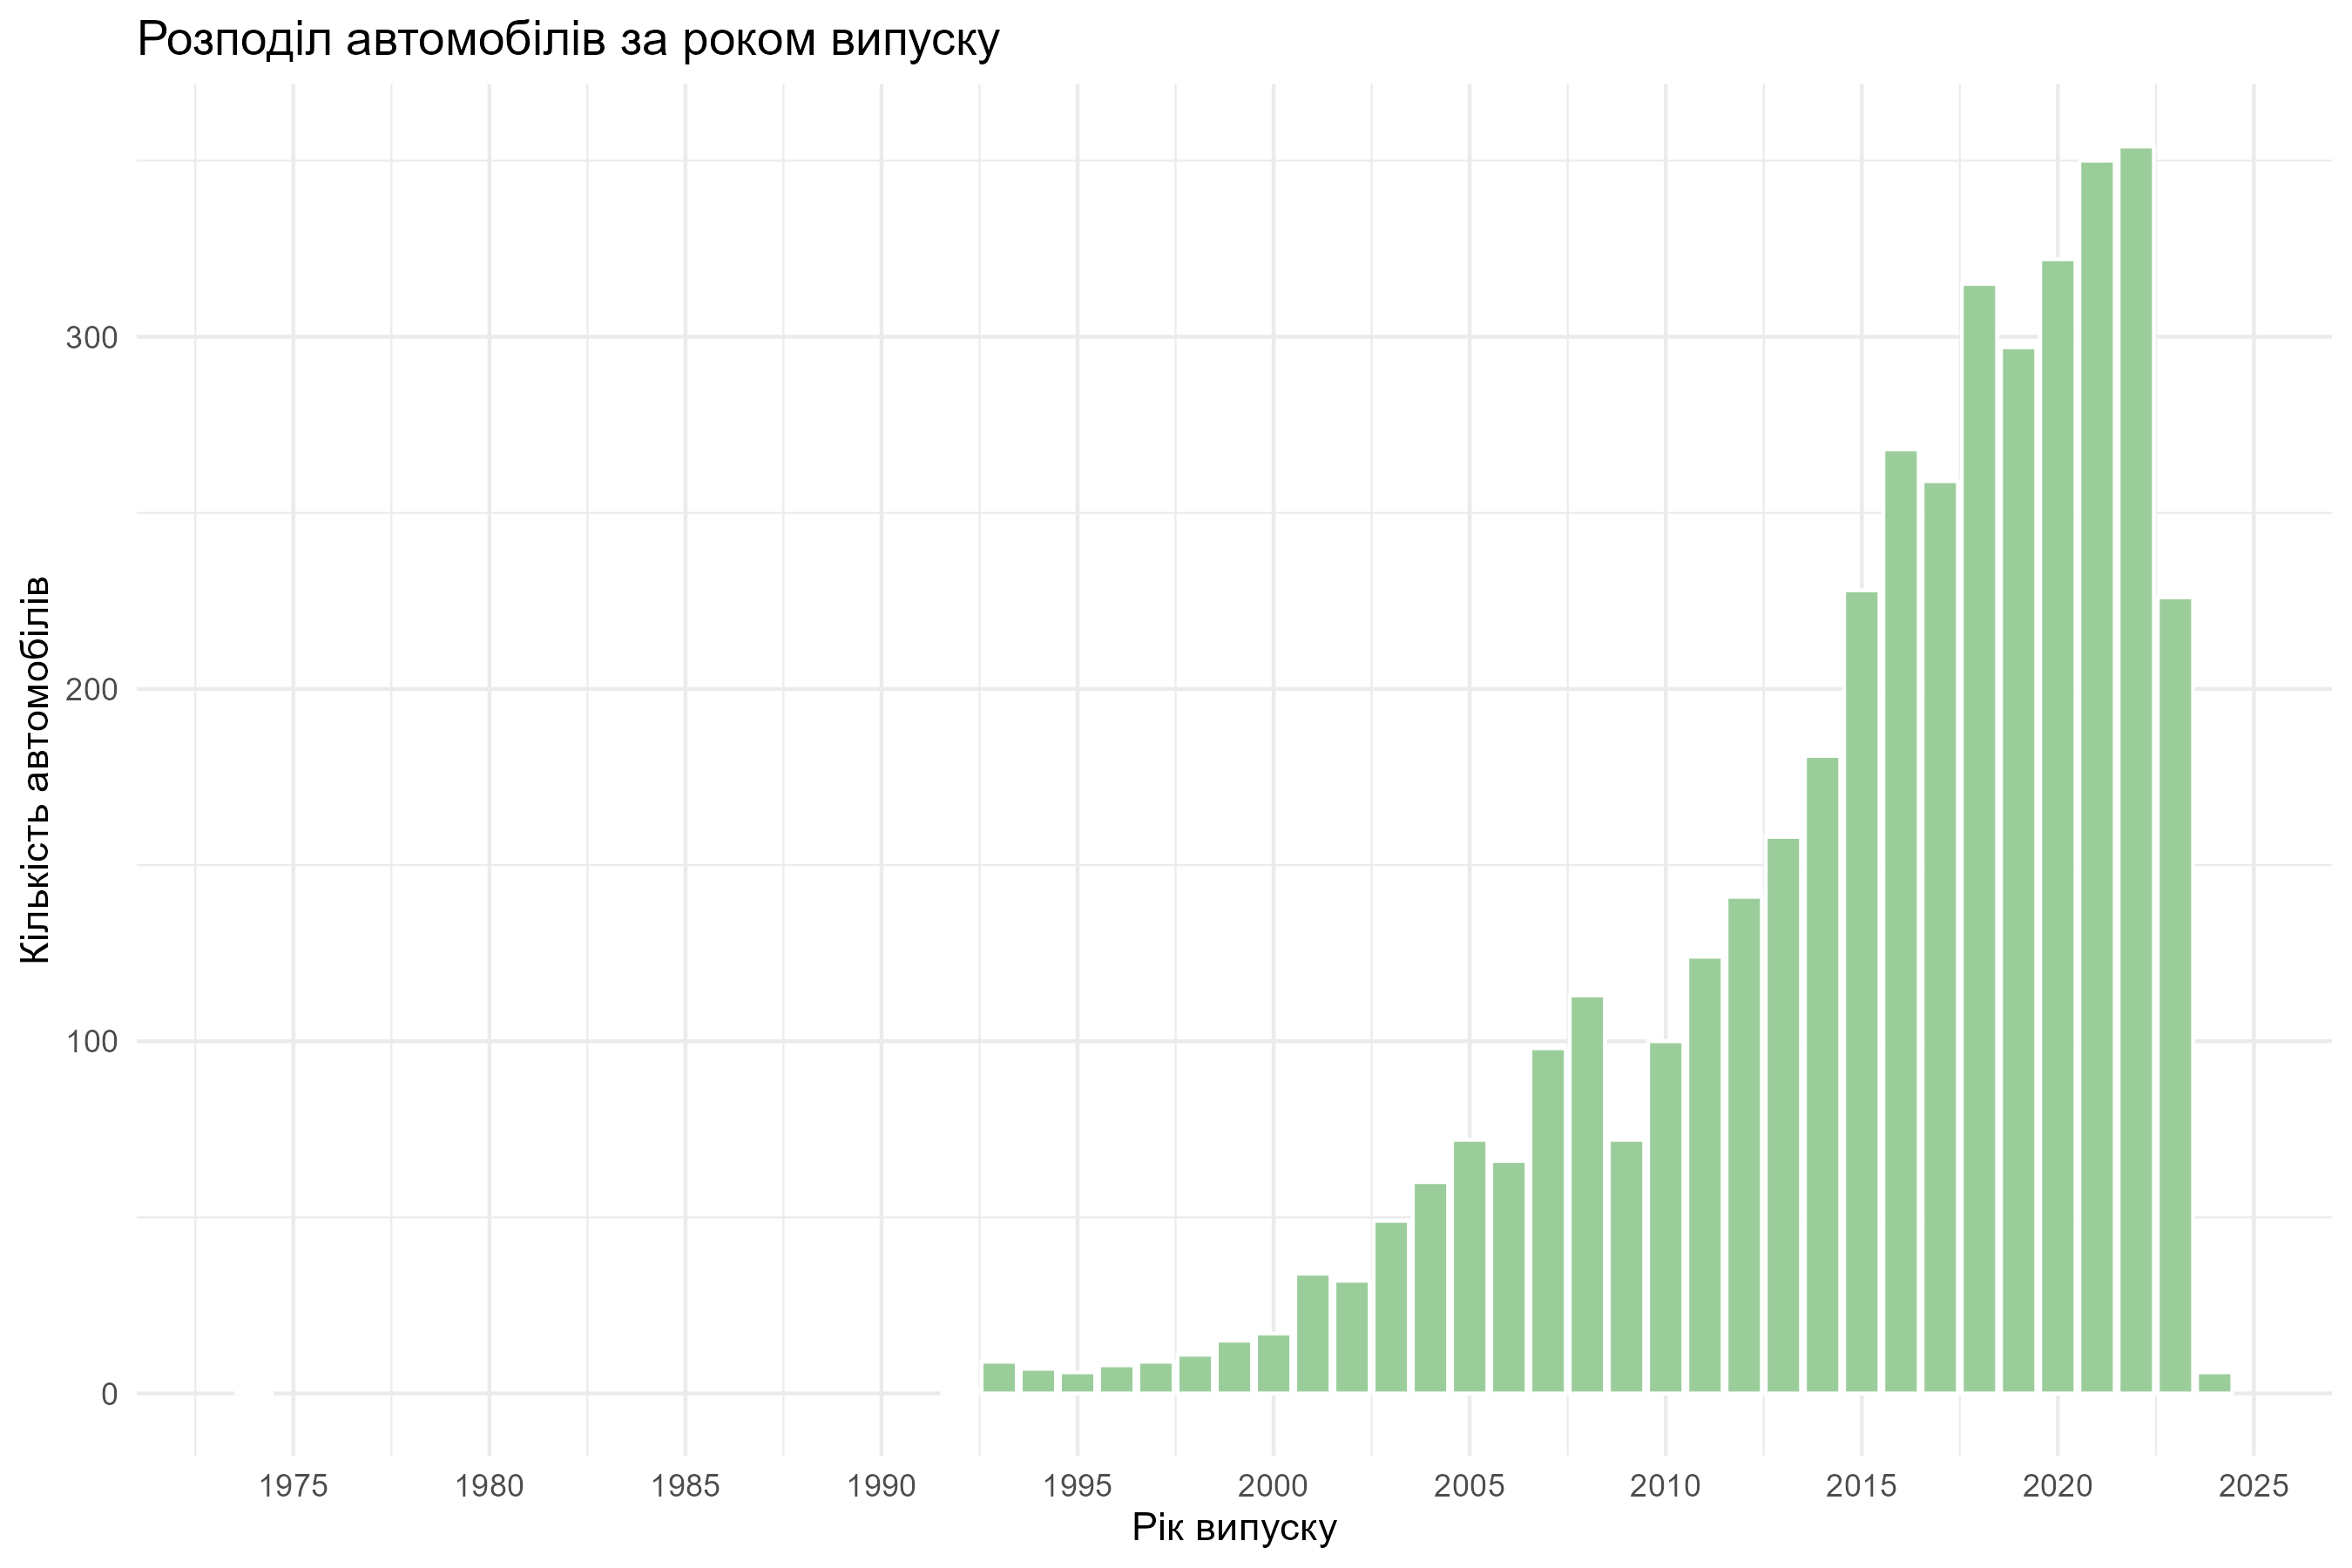 Розподіл автомобілів за роком випуску
Кількість автомобілів
300
200
100
0
1975 1980 1985 1990 1995 2000 2005 2010 2015 2020 2025
Рік випуску